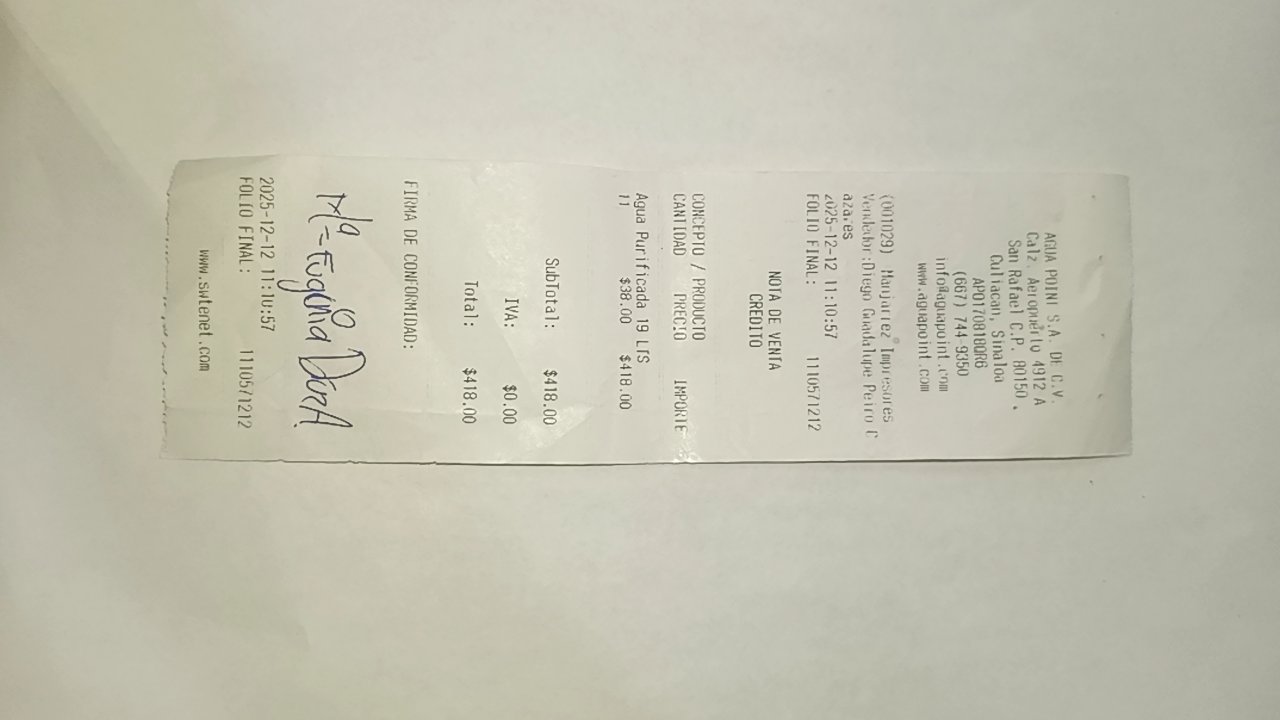 AGUA POINT S.A. DE C.V.
Calz. Aeropuerto 4912 A
San Rafael C.P. 80150 .
Culiacan, Sinaloa
APO170818QR6
(667) 744-9350
info@aguapoint.com
www.aguapoint.com
(001029) Manjarrez Impresores
Vendedor:Diego Guadalupe Peiro C
azares
2025-12-12 11:10:57
FOLIO FINAL: 1110571212
NOTA DE VENTA
CREDITO
CONCEPTO / PRODUCTO
CANTIDAD PRECIO IMPORTE
Agua Purificada 19 LTS
11 $38.00 $418.00
SubTotal: $418.00
IVA: $0.00
Total: $418.00
FIRMA DE CONFORMIDAD:
Mª Eugenia
2025-12-12 11:10:57
FOLIO FINAL: 1110571212
www.swtenet.com